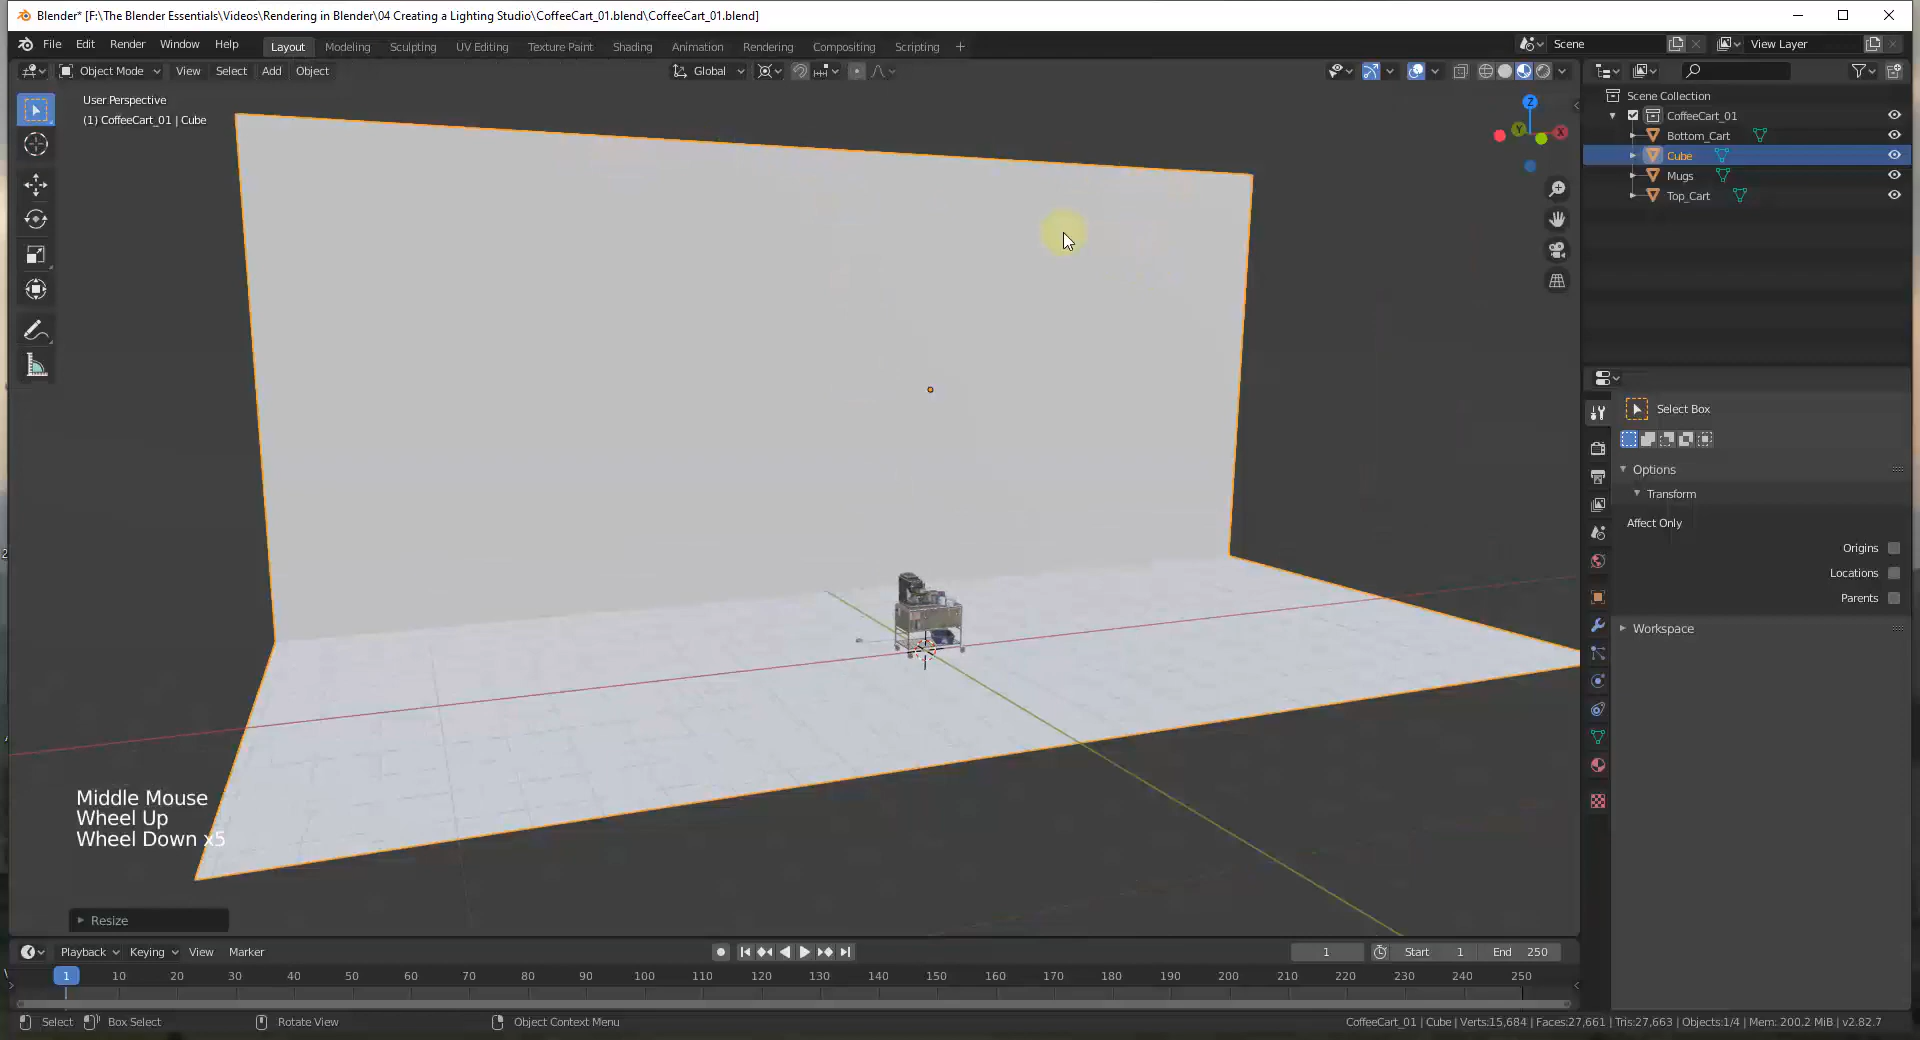 Blender* [F:\The Blender Essentials\Videos\Rendering in Blender\04 Creating a Lighting Studio\CoffeeCart_01.blend\CoffeeCart_01.blend]
File Edit Render Window Help Layout Modeling Sculpting UV Editing Texture Paint Shading Animation Rendering Compositing Scripting + Scene View Layer
Object Mode View Select Add Object Global
User Perspective
(1) CoffeeCart_01 | Cube
Z
Y
X
Scene Collection
CoffeeCart_01
Bottom_Cart
Cube
Mugs
Top_Cart
Select Box
Options
Transform
Affect Only
Origins
Locations
Parents
Workspace
Middle Mouse
Wheel Up
Wheel Down x5
Resize
Playback Keying View Marker 1 Start 1 End 250
1 10 20 30 40 50 60 70 80 90 100 110 120 130 140 150 160 170 180 190 200 210 220 230 240 250
Select Box Select Rotate View Object Context Menu CoffeeCart_01 | Cube | Verts:15,684 | Faces:27,661 | Tris:27,663 | Objects:1/4 | Mem: 200.2 MiB | v2.82.7